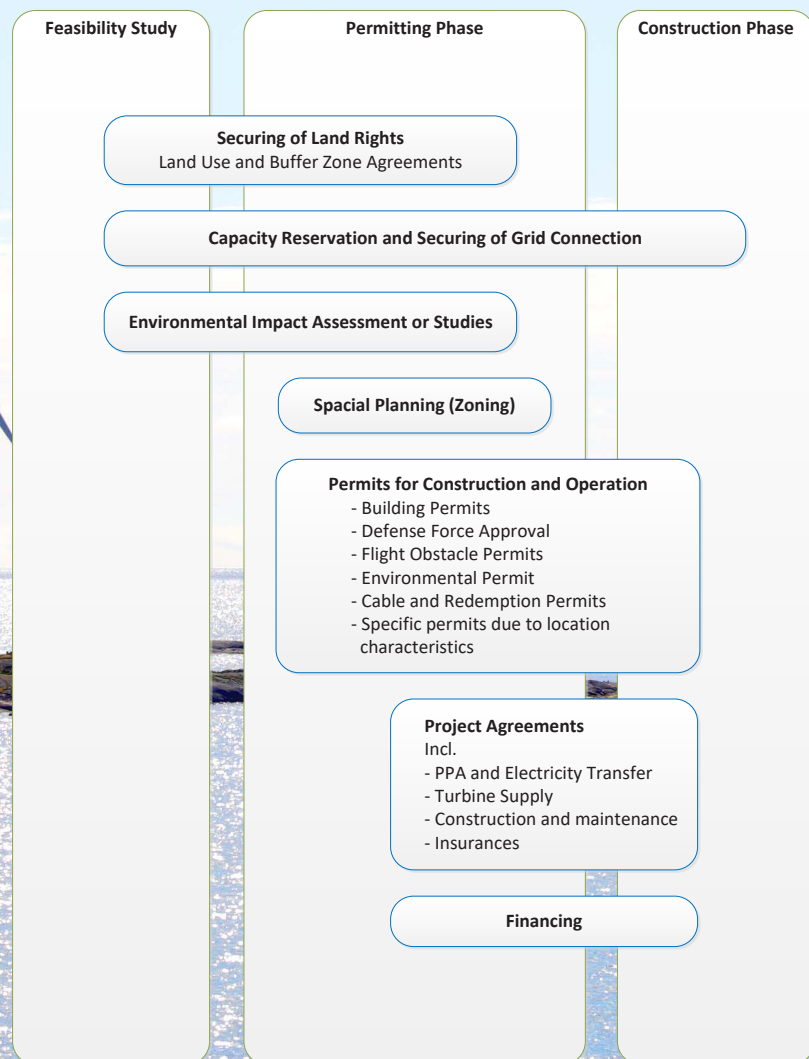 Feasibility Study
Permitting Phase
Construction Phase
Securing of Land Rights
Land Use and Buffer Zone Agreements
Capacity Reservation and Securing of Grid Connection
Environmental Impact Assessment or Studies
Spacial Planning (Zoning)
Permits for Construction and Operation
- Building Permits
- Defense Force Approval
- Flight Obstacle Permits
- Environmental Permit
- Cable and Redemption Permits
- Specific permits due to location
characteristics
Project Agreements
Incl.
- PPA and Electricity Transfer
- Turbine Supply
- Construction and maintenance
- Insurances
Financing